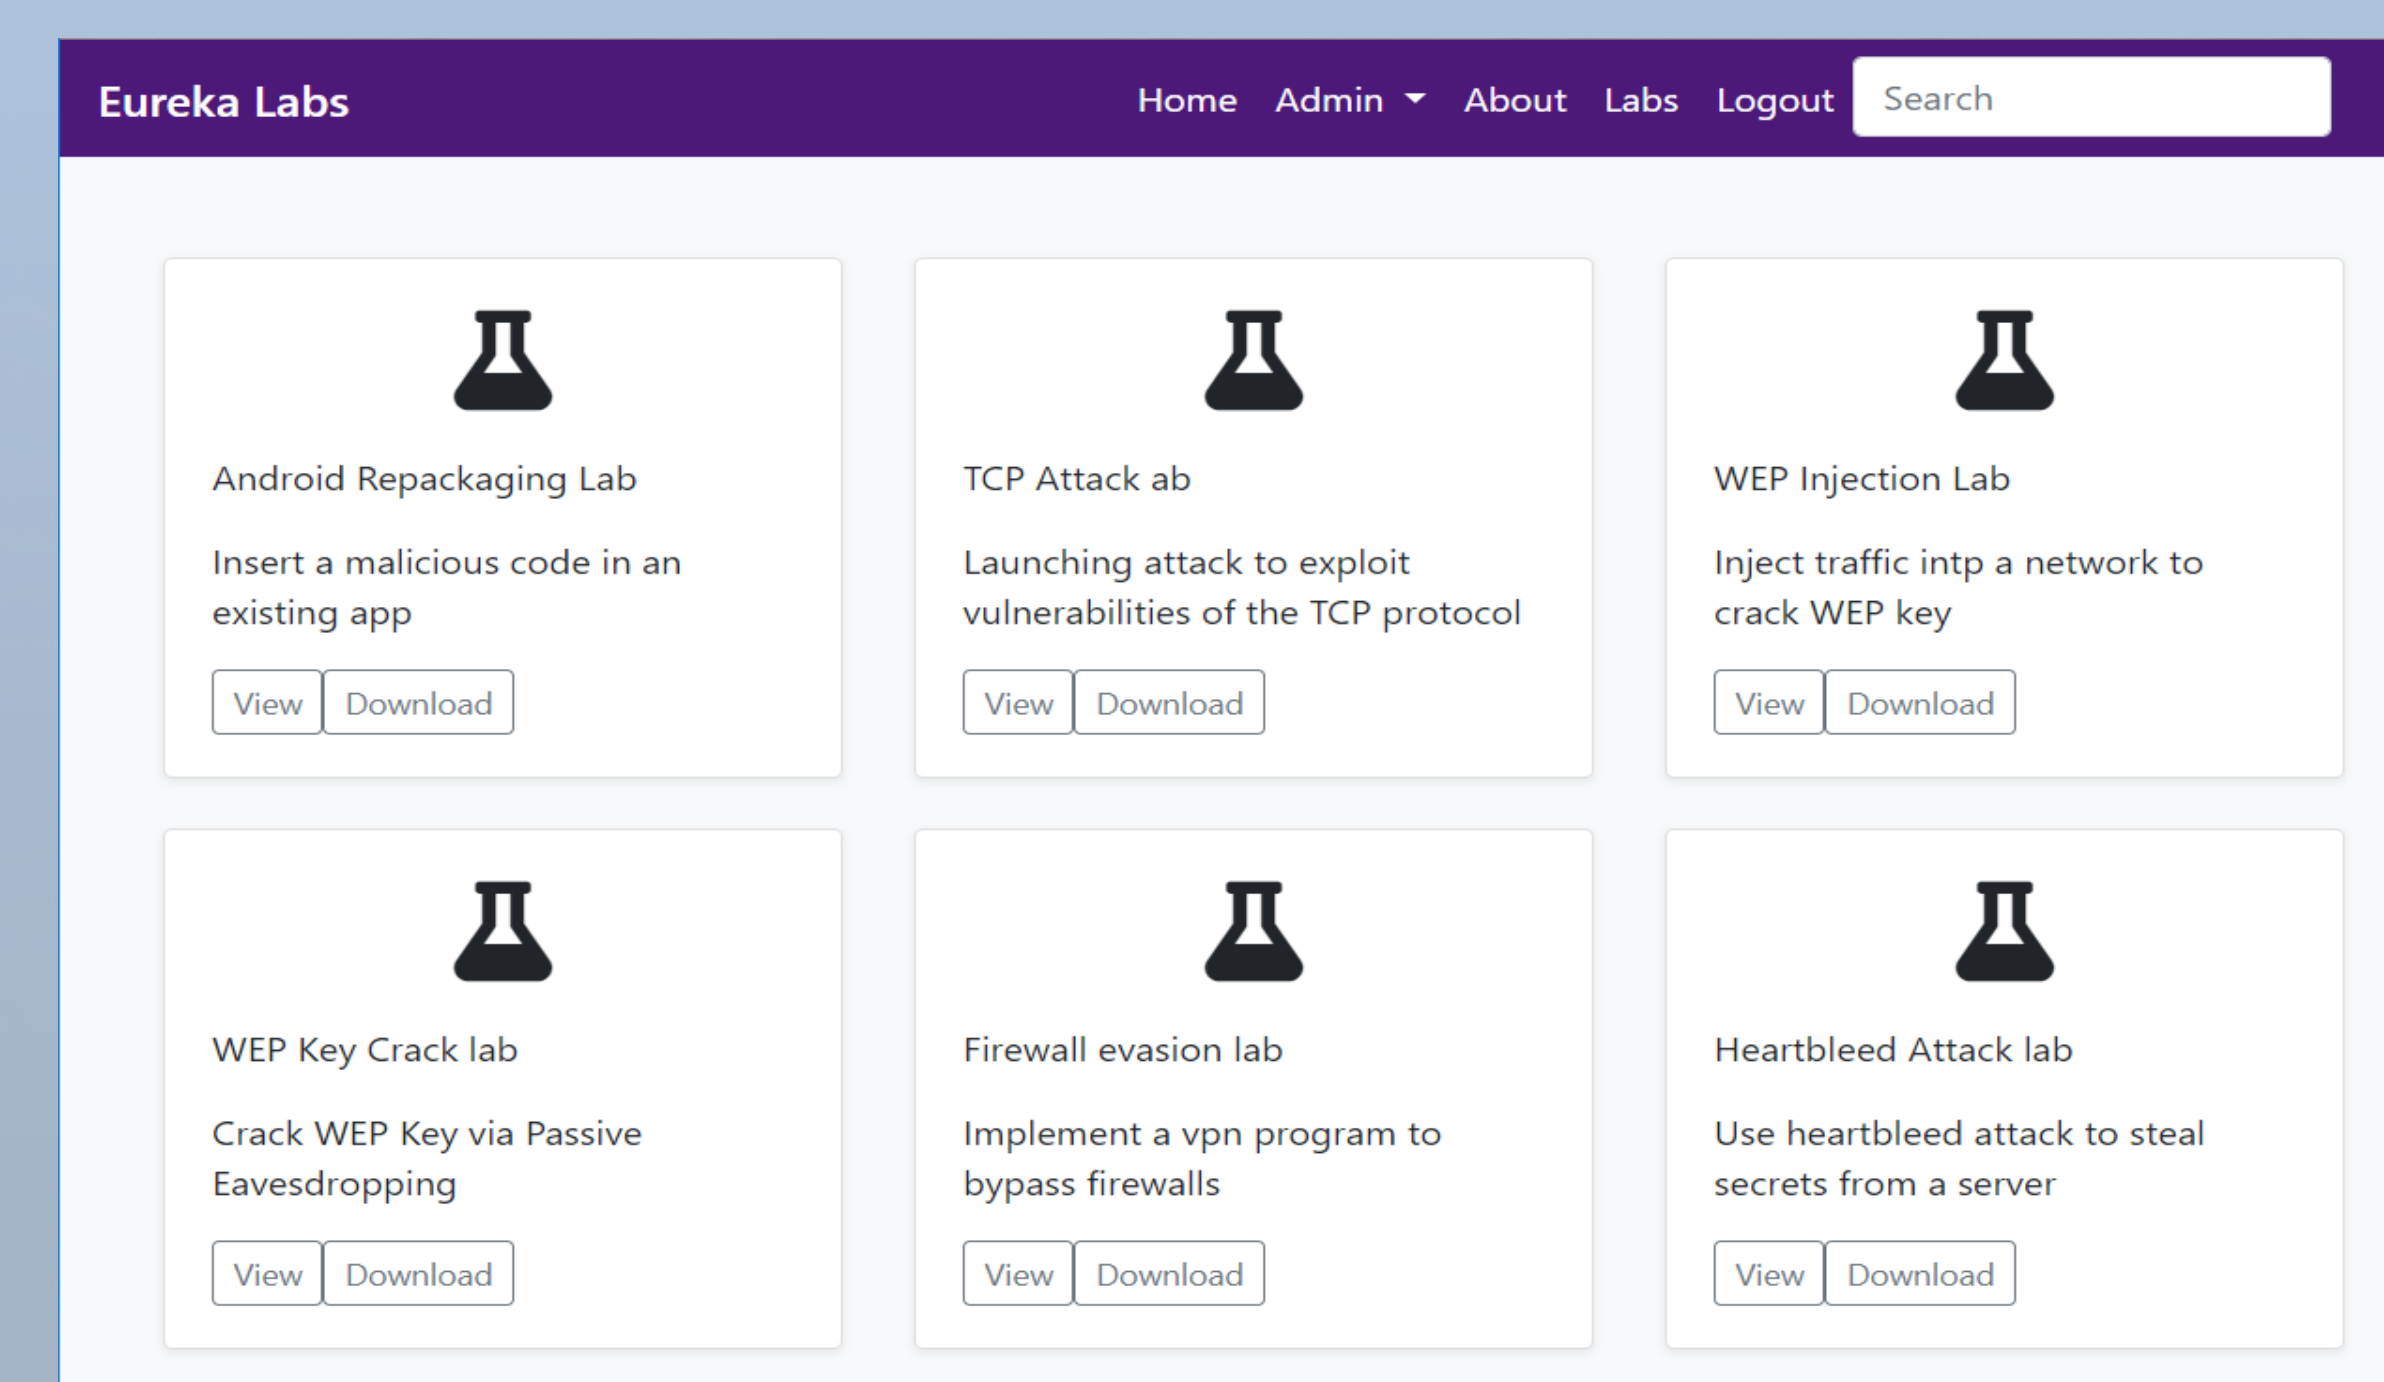 Eureka Labs
Home Admin About Labs Logout Search
Android Repackaging Lab
Insert a malicious code in an
existing app
View Download
TCP Attack ab
Launching attack to exploit
vulnerabilities of the TCP protocol
View Download
WEP Injection Lab
Inject traffic intp a network to
crack WEP key
View Download
WEP Key Crack lab
Crack WEP Key via Passive
Eavesdropping
View Download
Firewall evasion lab
Implement a vpn program to
bypass firewalls
View Download
Heartbleed Attack lab
Use heartbleed attack to steal
secrets from a server
View Download